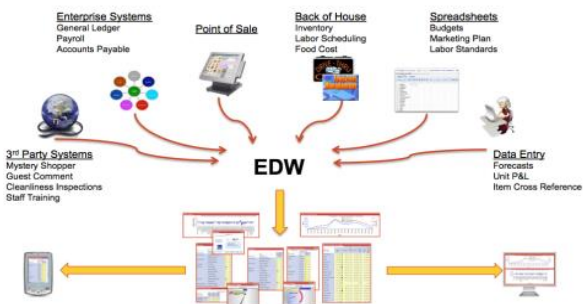 Enterprise Systems
General Ledger
Payroll
Accounts Payable
Point of Sale
Back of House
Inventory
Labor Scheduling
Food Cost
Spreadsheets
Budgets
Marketing Plan
Labor Standards
3rd Party Systems
Mystery Shopper
Guest Comment
Cleanliness Inspections
Staff Training
EDW
Data Entry
Forecasts
Unit P&L
Item Cross Reference